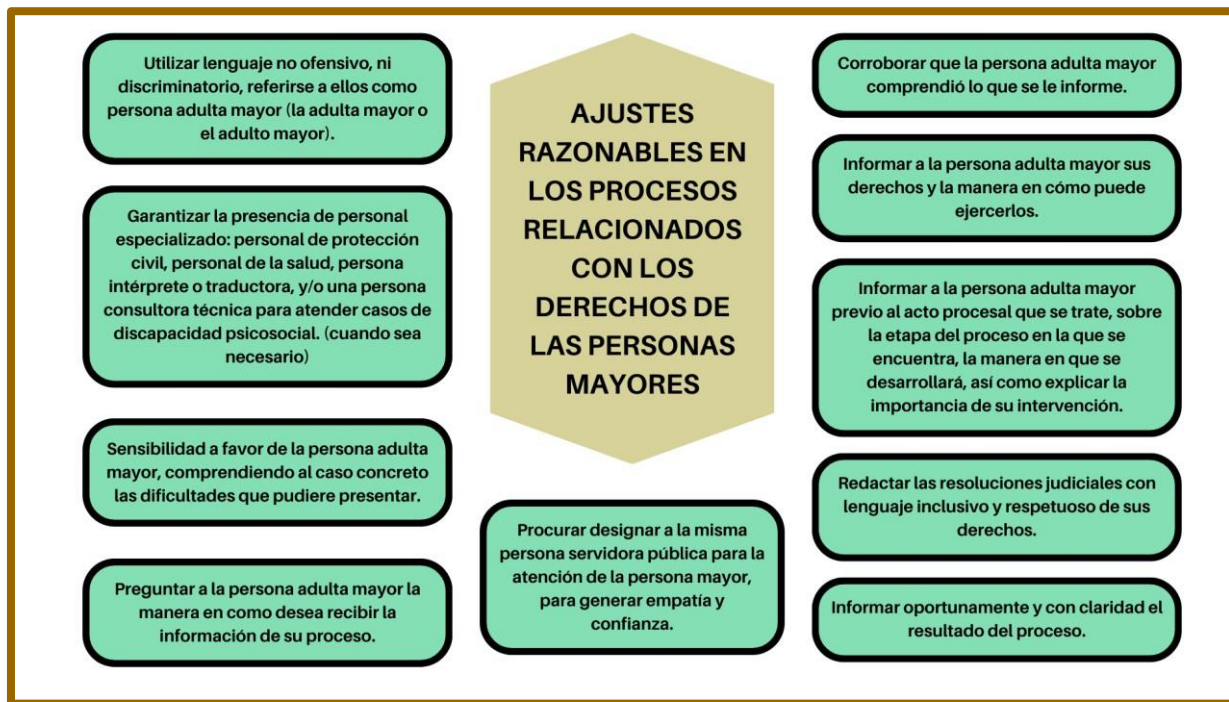 Utilizar lenguaje no ofensivo, ni
discriminatorio, referirse a ellos como
persona adulta mayor (la adulta mayor o
el adulto mayor).
Garantizar la presencia de personal
especializado: personal de protección
civil, personal de la salud, persona
intérprete o traductora, y/o una persona
consultora técnica para atender casos de
discapacidad psicosocial. (cuando sea
necesario)
Sensibilidad a favor de la persona adulta
mayor, comprendiendo al caso concreto
las dificultades que pudiere presentar.
Preguntar a la persona adulta mayor la
manera en como desea recibir la
información de su proceso.
AJUSTES
RAZONABLES EN
LOS PROCESOS
RELACIONADOS
CON LOS
DERECHOS DE
LAS PERSONAS
MAYORES
Procurar designar a la misma
persona servidora pública para la
atención de la persona mayor,
para generar empatía y
confianza.
Corroborar que la persona adulta mayor
comprendió lo que se le informe.
Informar a la persona adulta mayor sus
derechos y la manera en cómo puede
ejercerlos.
Informar a la persona adulta mayor
previo al acto procesal que se trate, sobre
la etapa del proceso en la que se
encuentra, la manera en que se
desarrollará, así como explicar la
importancia de su intervención.
Redactar las resoluciones judiciales con
lenguaje inclusivo y respetuoso de sus
derechos.
Informar oportunamente y con claridad el
resultado del proceso.